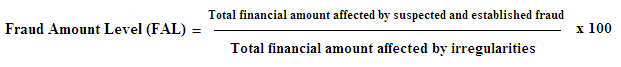 Total financial amount affected by suspected and established fraud
Fraud Amount Level (FAL) = x 100
Total financial amount affected by irregularities